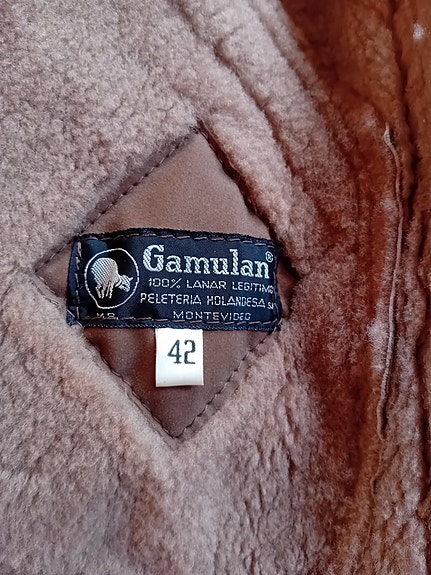 Gamulan®
100% LANAR LEGITIMO
PELETERIA HOLANDESA SA
MONTEVIDEO
M.R.
42